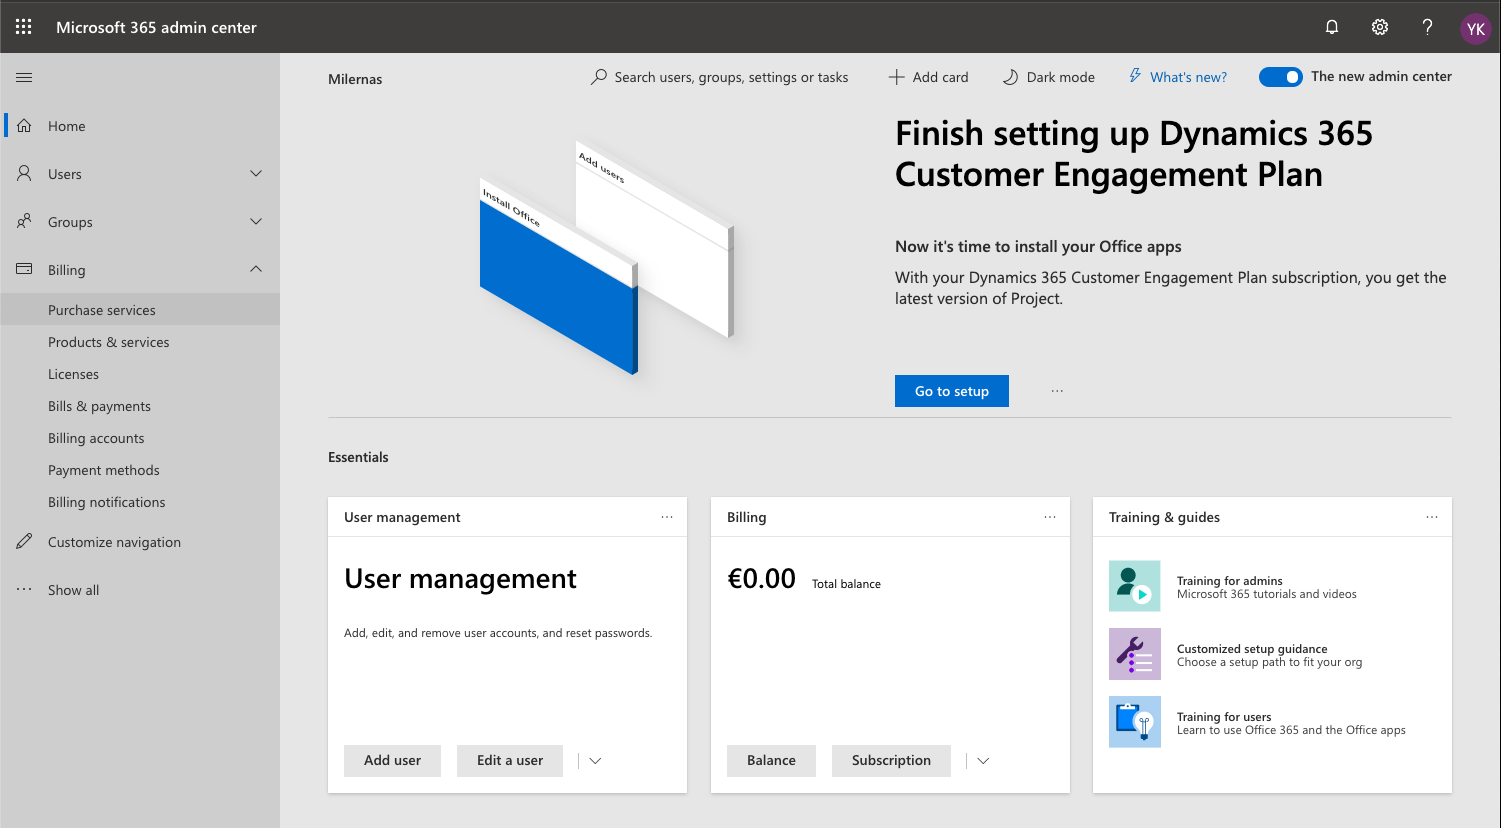 Microsoft 365 admin center
YK
Milernas
Search users, groups, settings or tasks
Add card
Dark mode
What's new?
The new admin center
Home
Users
Groups
Billing
Purchase services
Products & services
Licenses
Bills & payments
Billing accounts
Payment methods
Billing notifications
Customize navigation
Show all
Add users
Install Office
Finish setting up Dynamics 365
Customer Engagement Plan
Now it's time to install your Office apps
With your Dynamics 365 Customer Engagement Plan subscription, you get the
latest version of Project.
Go to setup
Essentials
User management
User management
Add, edit, and remove user accounts, and reset passwords.
Add user
Edit a user
Billing
€0.00 Total balance
Balance
Subscription
Training & guides
Training for admins
Microsoft 365 tutorials and videos
Customized setup guidance
Choose a setup path to fit your org
Training for users
Learn to use Office 365 and the Office apps